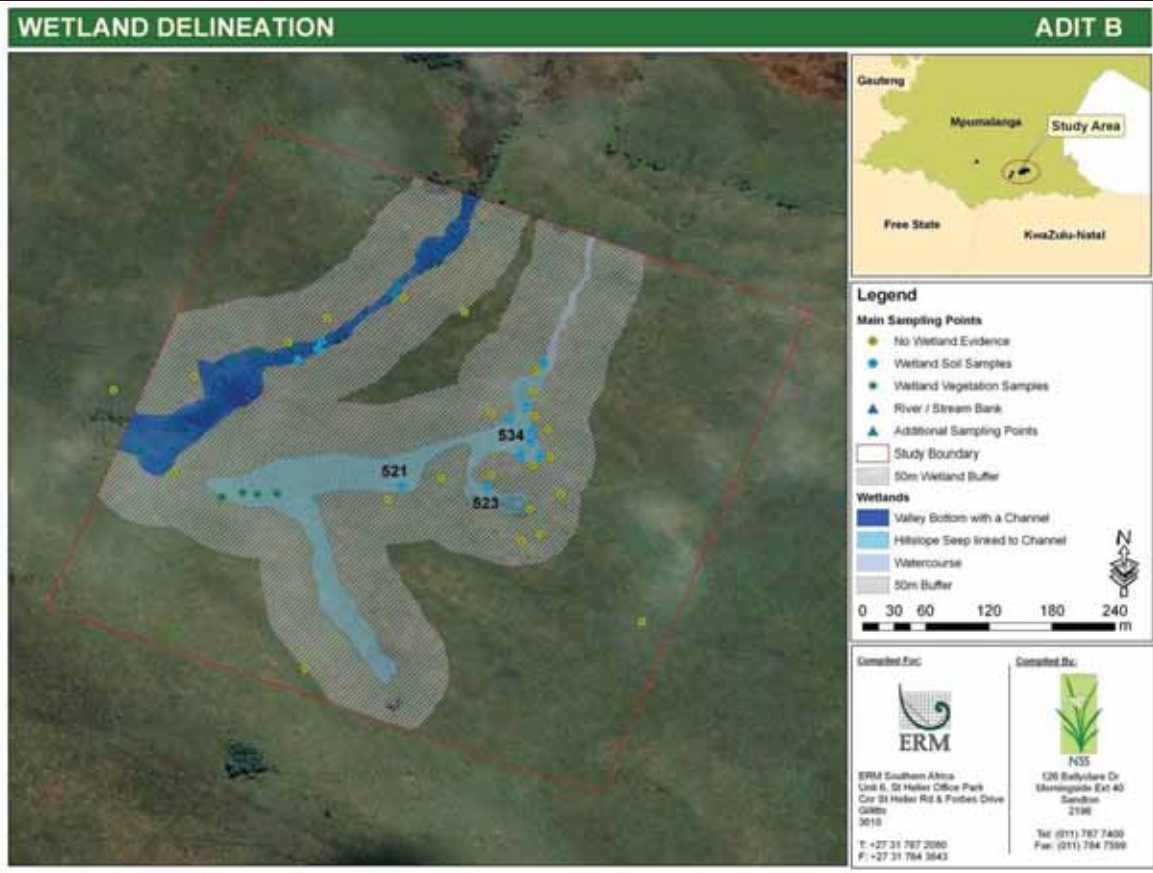 WETLAND DELINEATION
ADIT B
534
521
523
Gauteng
Mpumalanga
Study Area
Free State
KwaZulu-Natal
Legend
Main Sampling Points
No Wetland Evidence
Wetland Soil Samples
Wetland Vegetation Samples
River / Stream Bank
Additional Sampling Points
Study Boundary
50m Wetland Buffer
Wetlands
Valley Bottom with a Channel
Hillslope Seep linked to Channel
Watercourse
50m Buffer
N
0 30 60 120 180 240
m
Compiled For:
ERM
ERM Southern Africa
Unit 6, St Helier Office Park
Cnr St Helier Rd & Forbes Drive
Gillitts
3610
T: +27 31 767 2080
F: +27 31 764 3643
Compiled By:
NSS
126 Ballyclare Dr
Morningside Ext 40
Sandton
2196
Tel: (011) 787 7400
Fax: (011) 784 7599